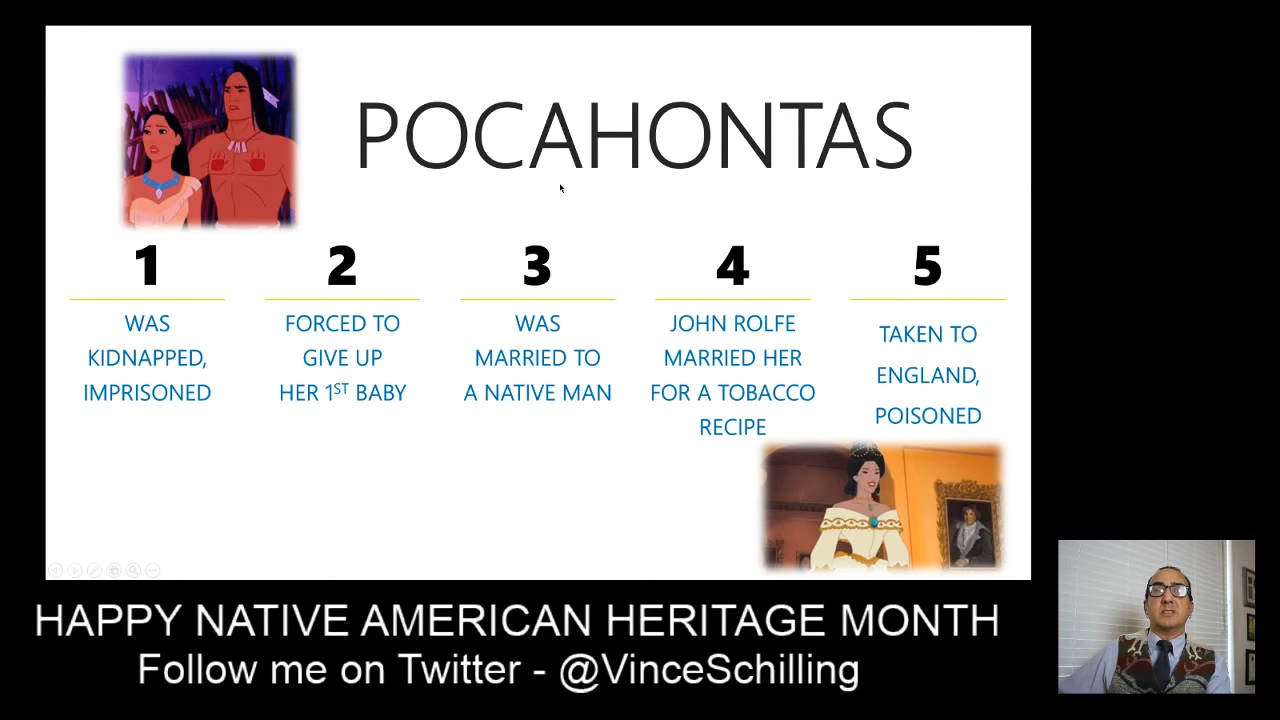 POCAHONTAS
1
WAS
KIDNAPPED,
IMPRISONED
2
FORCED TO
GIVE UP
HER 1ST BABY
3
WAS
MARRIED TO
A NATIVE MAN
4
JOHN ROLFE
MARRIED HER
FOR A TOBACCO
RECIPE
5
TAKEN TO
ENGLAND,
POISONED
HAPPY NATIVE AMERICAN HERITAGE MONTH
Follow me on Twitter - @VinceSchilling